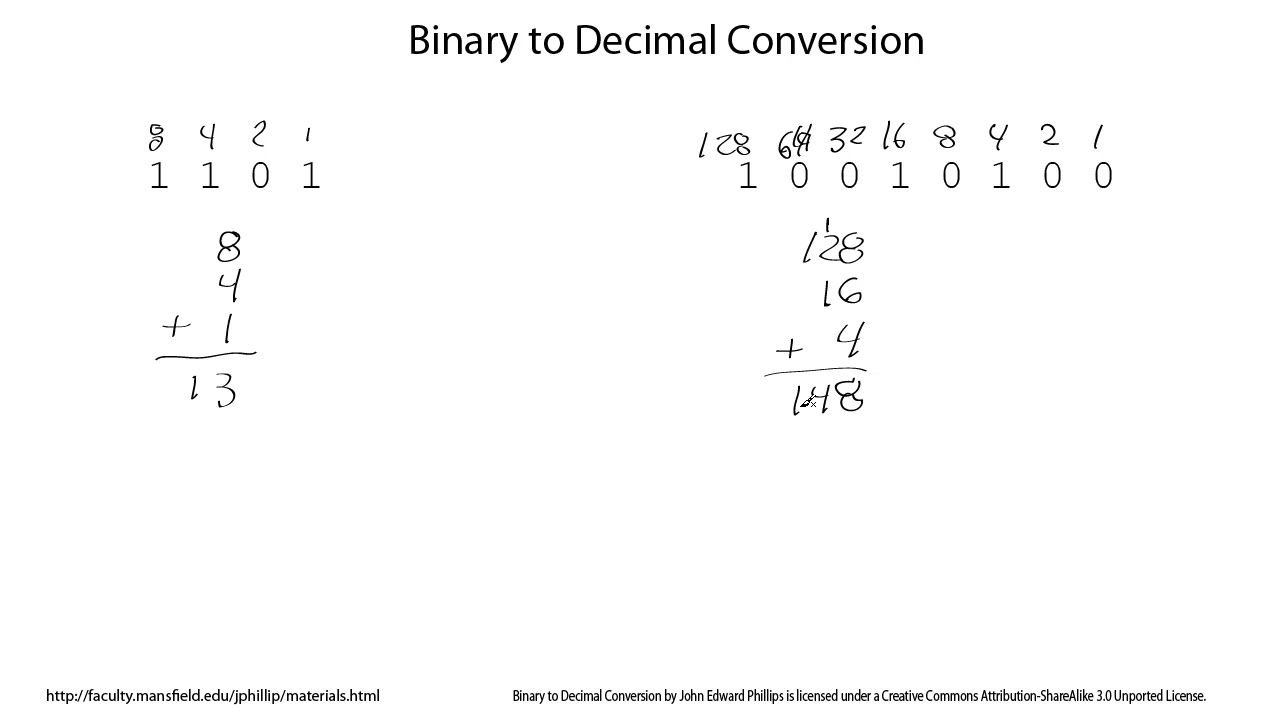 Binary to Decimal Conversion
8 4 2 1
1 1 0 1
8
4
+ 1
13
128 64 32 16 8 4 2 1
1 0 0 1 0 1 0 0
1
128
16
+ 4
148
http://faculty.mansfield.edu/jphillip/materials.html
Binary to Decimal Conversion by John Edward Phillips is licensed under a Creative Commons Attribution-ShareAlike 3.0 Unported License.